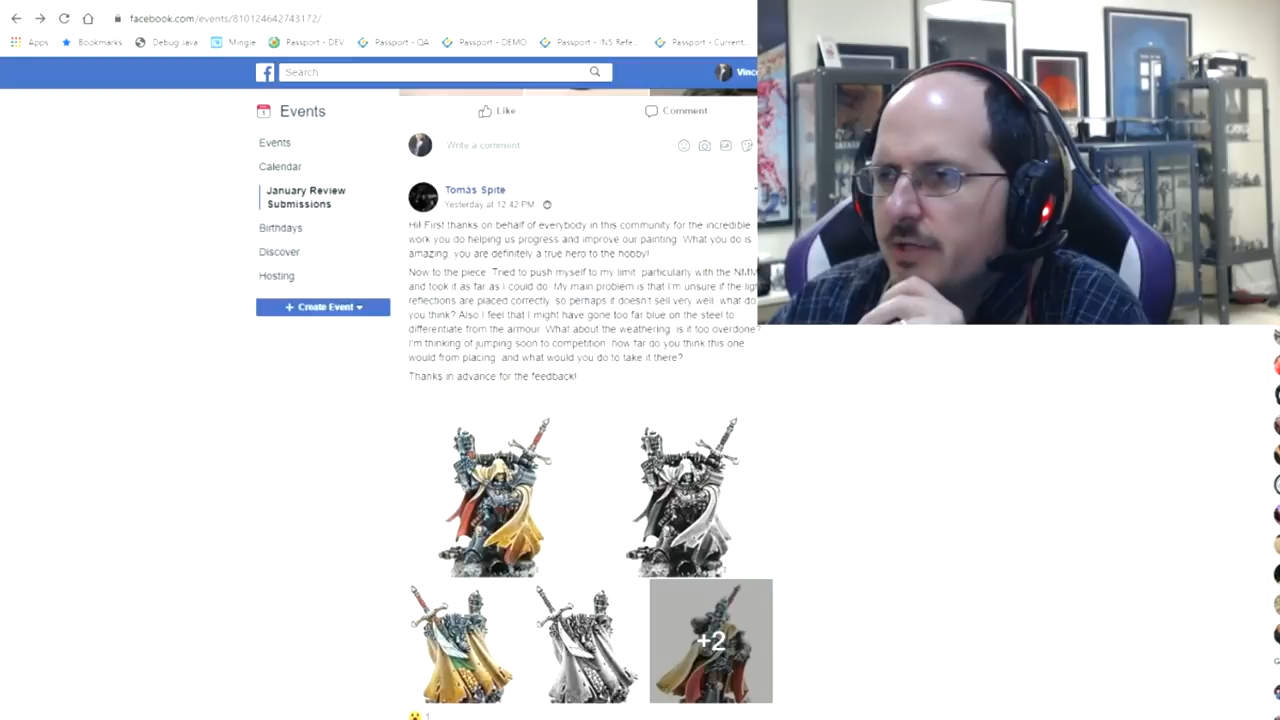 facebook.com/events/810124642743172/
Apps Bookmarks Debug Java Mingle Passport - DEV Passport - QA Passport - DEMO Passport - INS Refe... Passport - Current...
Search
Vinc
Events
Like Comment
Events
Write a comment
Calendar
January Review
Submissions
Birthdays
Discover
Hosting
+ Create Event
Tomás Spite
Yesterday at 12:42 PM
Hi! First thanks on behalf of everybody in this community for the incredible
work you do helping us progress and improve our painting. What you do is
amazing, you are definitely a true hero to the hobby!
Now to the piece. Tried to push myself to my limit, particularly with the NMM
and took it as far as I could do. My main problem is that I'm unsure if the ligh
reflections are placed correctly, so perhaps it doesn't sell very well, what do
you think? Also I feel that I might have gone too far blue on the steel to
differentiate from the armour. What about the weathering, is it too overdone?
I'm thinking of jumping soon to competition, how far do you think this one
would from placing, and what would you do to take it there?
Thanks in advance for the feedback!
+2
1